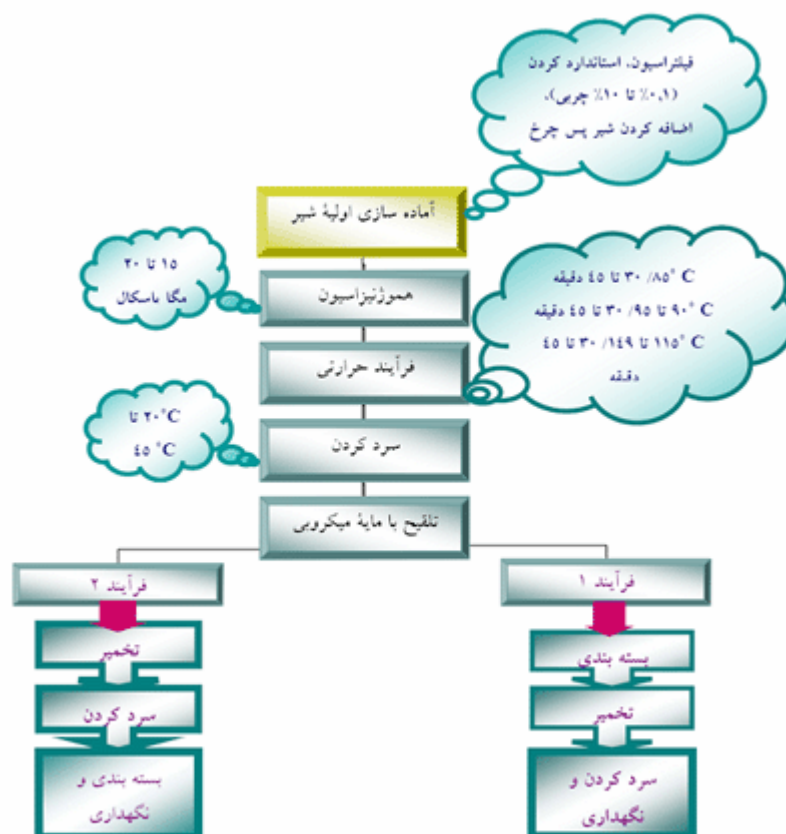 فیلتراسیون، استاندارد کردن
(۰,۱٪ تا ۱۰٪ چربی)،
اضافه کردن شیر پس چرخ
آماده سازی اولیهٔ شیر
۱۵ تا ۲۰
مگا پاسکال
هموژنیزاسیون
۸۵°C/ ۳۰ تا ۴۵ دقیقه
۹۰°C تا ۹۵/ ۳۰ تا ۴۵ دقیقه
۱۱۵°C تا ۱۴۹/ ۳۰ تا ۴۵
دقیقه
فرآیند حرارتی
۲۰°C تا
۴۵°C
سرد کردن
تلقیح با مایهٔ میکروبی
فرآیند ۱
بسته بندی
تخمیر
سرد کردن و
نگهداری
فرآیند ۲
تخمیر
سرد کردن
بسته بندی و
نگهداری